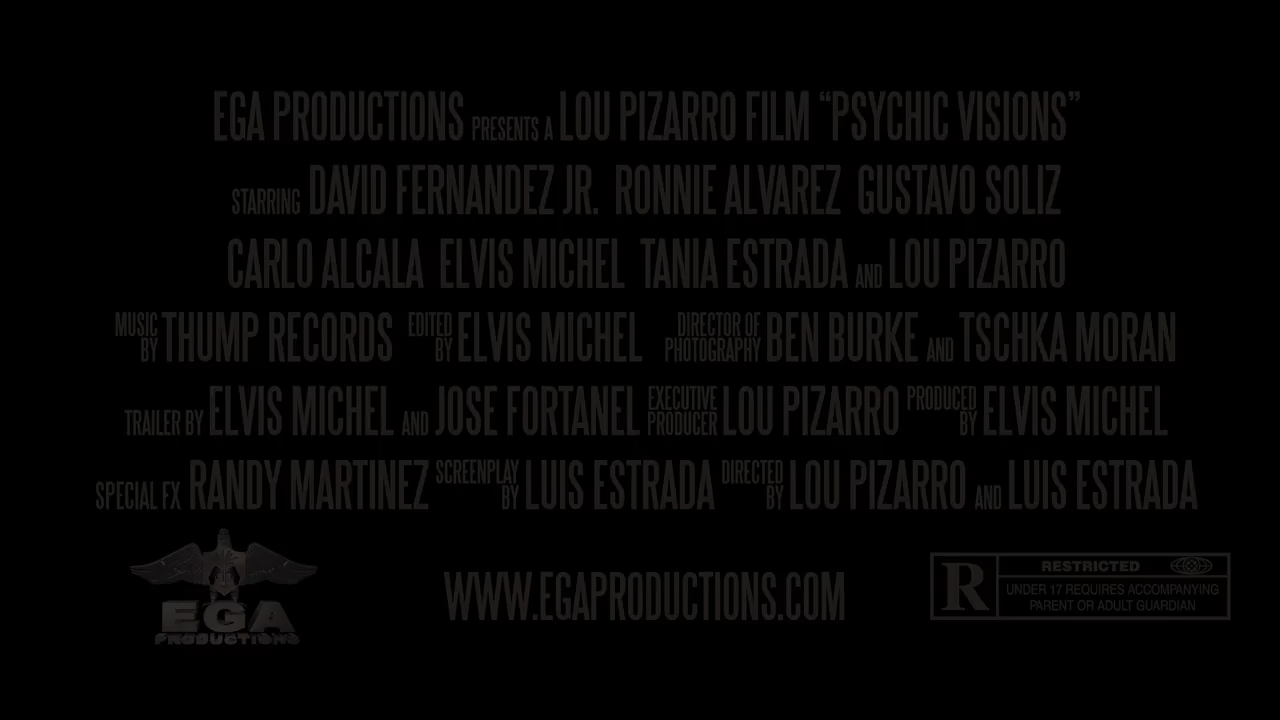 EGA PRODUCTIONS PRESENTS A LOU PIZARRO FILM “PSYCHIC VISIONS”
STARRING DAVID FERNANDEZ JR. RONNIE ALVAREZ GUSTAVO SOLIZ
CARLO ALCALA ELVIS MICHEL TANIA ESTRADA AND LOU PIZARRO
MUSIC BY THUMP RECORDS EDITED BY ELVIS MICHEL DIRECTOR OF PHOTOGRAPHY BEN BURKE AND TSCHKA MORAN
TRAILER BY ELVIS MICHEL AND JOSE FORTANEL EXECUTIVE PRODUCER LOU PIZARRO PRODUCED BY ELVIS MICHEL
SPECIAL FX RANDY MARTINEZ SCREENPLAY BY LUIS ESTRADA DIRECTED BY LOU PIZARRO AND LUIS ESTRADA
EGA
PRODUCTIONS
WWW.EGAPRODUCTIONS.COM
R RESTRICTED
UNDER 17 REQUIRES ACCOMPANYING
PARENT OR ADULT GUARDIAN